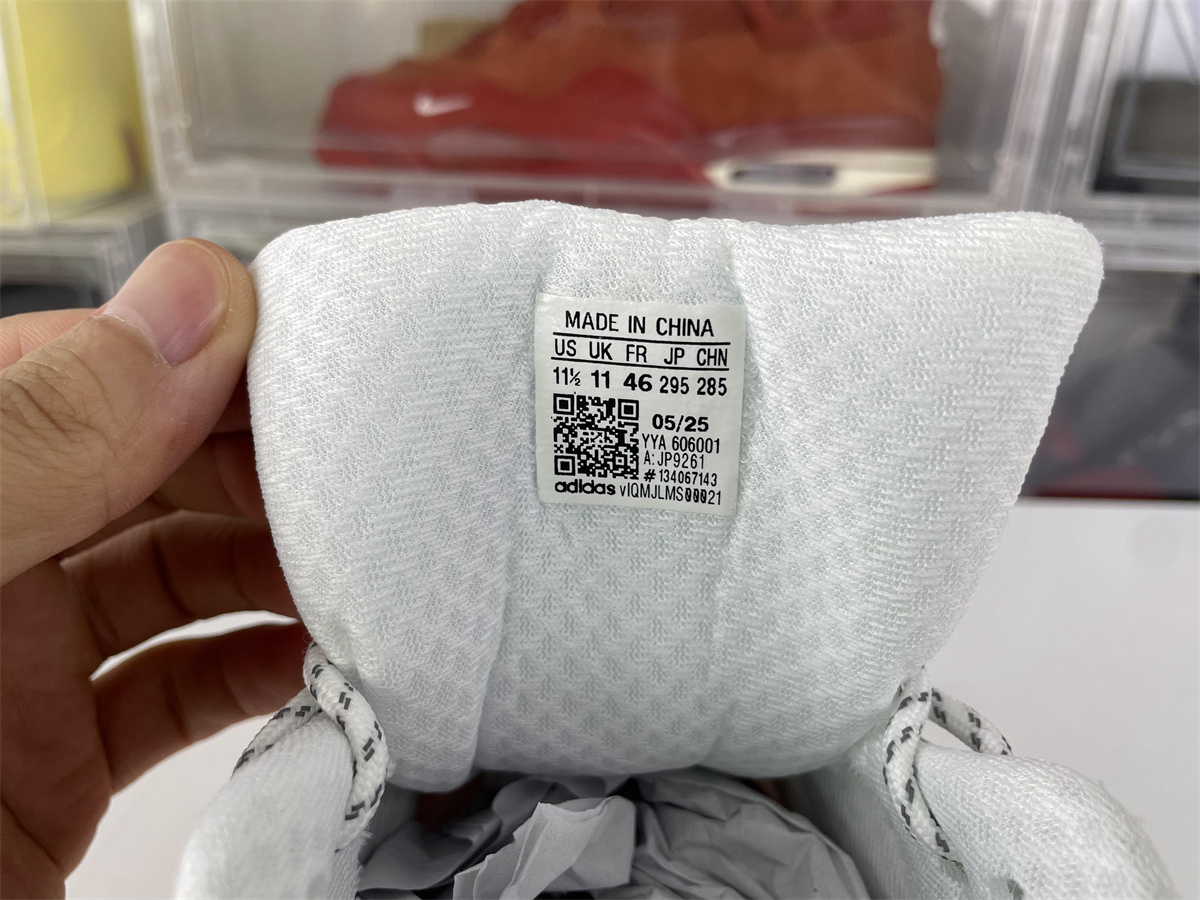 MADE IN CHINA
US UK FR JP CHN
11½ 11 46 295 285
05/25
YYA 606001
A: JP9261
# 134067143
adidas vIQMJLMS00021